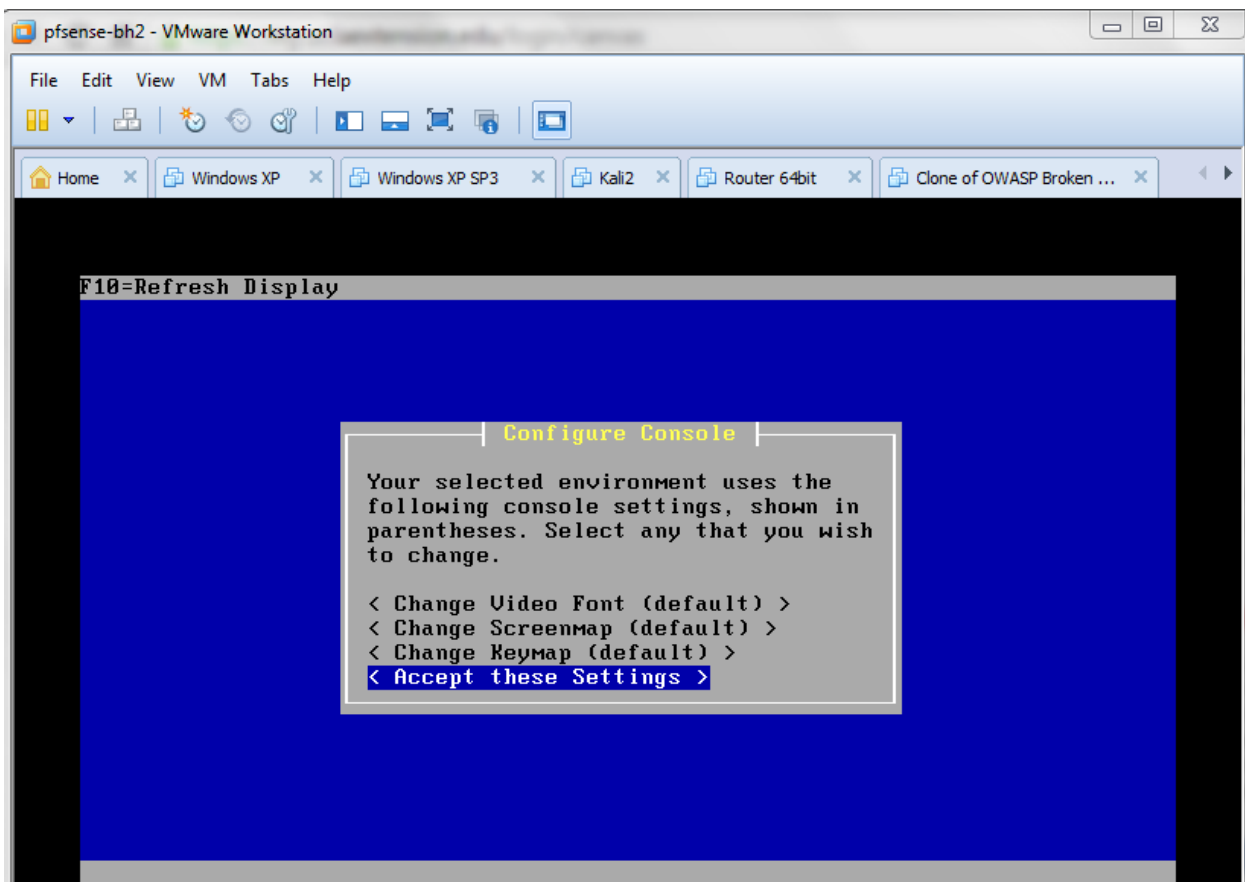 pfsense-bh2 - VMware Workstation
File Edit View VM Tabs Help
Home Windows XP Windows XP SP3 Kali2 Router 64bit Clone of OWASP Broken ...
F10=Refresh Display
Configure Console
Your selected environment uses the
following console settings, shown in
parentheses. Select any that you wish
to change.
< Change Video Font (default) >
< Change Screenmap (default) >
< Change Keymap (default) >
< Accept these Settings >